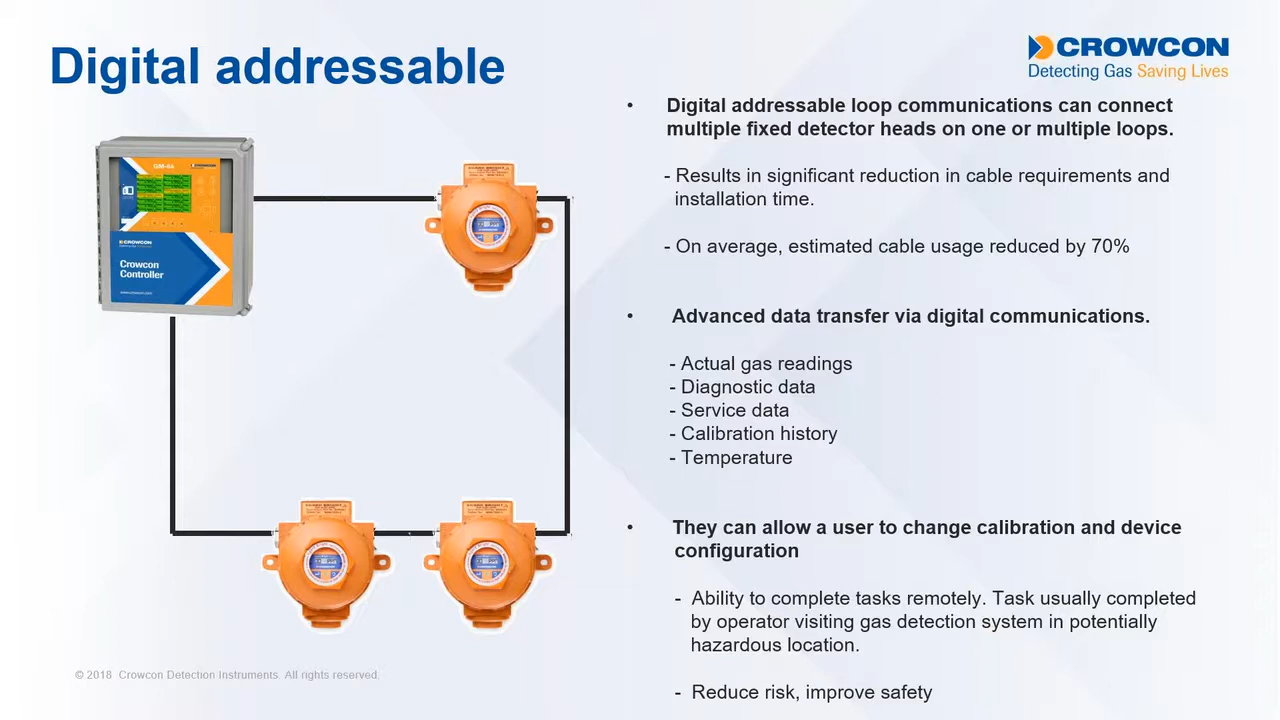 Digital addressable
CROWCON
Detecting Gas Saving Lives
• Digital addressable loop communications can connect
multiple fixed detector heads on one or multiple loops.
- Results in significant reduction in cable requirements and
installation time.
- On average, estimated cable usage reduced by 70%
• Advanced data transfer via digital communications.
- Actual gas readings
- Diagnostic data
- Service data
- Calibration history
- Temperature
• They can allow a user to change calibration and device
configuration
- Ability to complete tasks remotely. Task usually completed
by operator visiting gas detection system in potentially
hazardous location.
- Reduce risk, improve safety
GM-64
CROWCON
Crowcon
Controller
www.crowcon.com
© 2018 Crowcon Detection Instruments. All rights reserved.